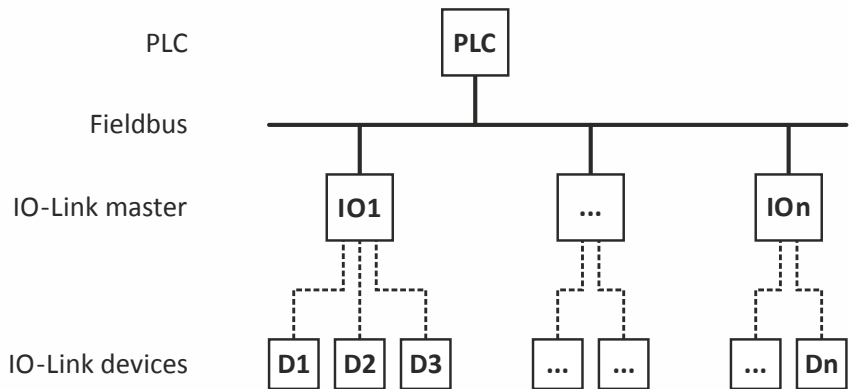 PLC PLC
Fieldbus
IO-Link master IO1 ... IOn
IO-Link devices D1 D2 D3 ... ... ... Dn